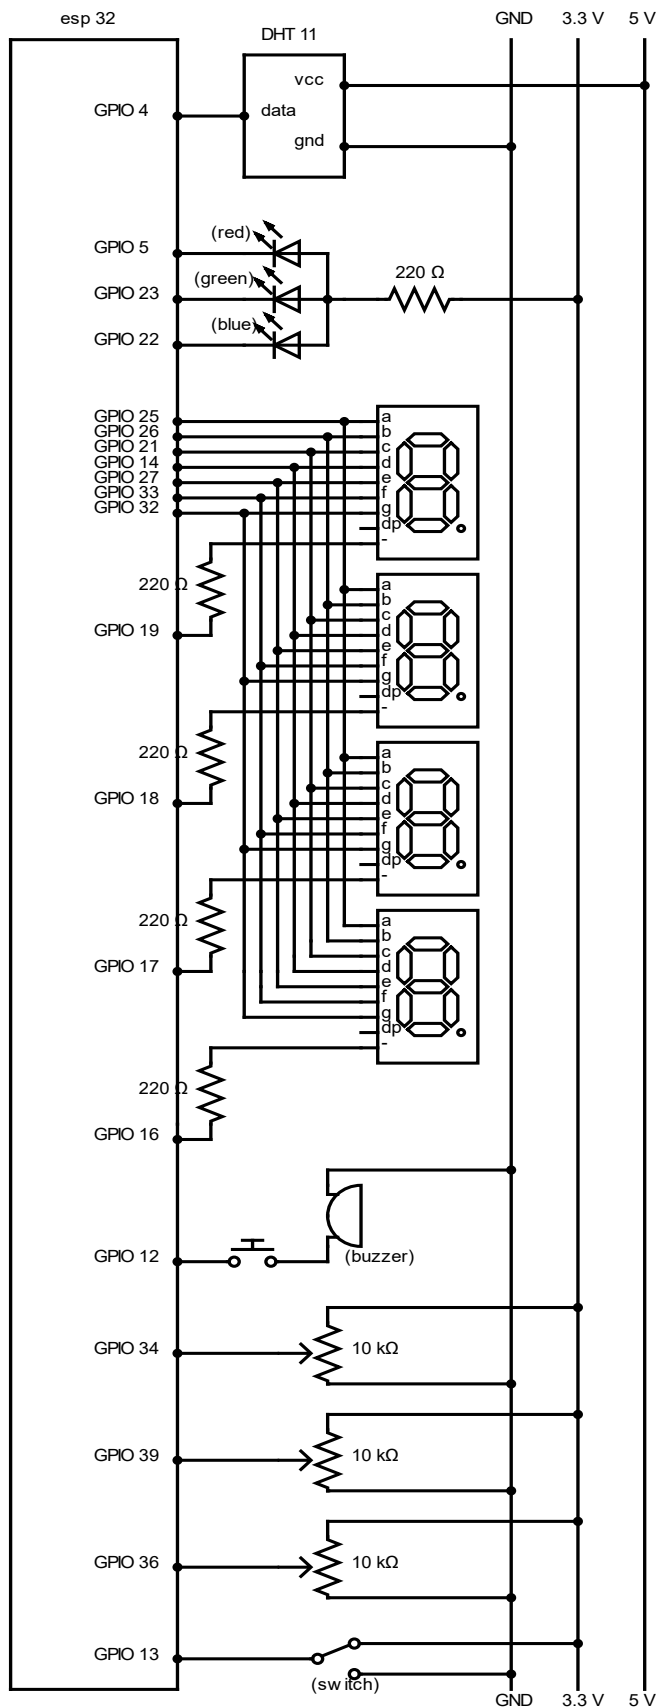 esp 32
GND 3.3 V 5 V
DHT 11
vcc
GPIO 4 data
gnd
(red)
GPIO 5
220 Ω
(green)
GPIO 23
(blue)
GPIO 22
GPIO 25 a
GPIO 26 b
GPIO 21 c
GPIO 14 d
GPIO 27 e
GPIO 33 f
GPIO 32 g
dp
-
220 Ω
a
b
c
GPIO 19 d
e
f
g
dp
-
220 Ω
a
b
c
GPIO 18 d
e
f
g
dp
-
220 Ω
a
b
c
GPIO 17 d
e
f
g
dp
-
220 Ω
GPIO 16
GPIO 12 (buzzer)
GPIO 34 10 kΩ
GPIO 39 10 kΩ
GPIO 36 10 kΩ
GPIO 13
(switch)
GND 3.3 V 5 V